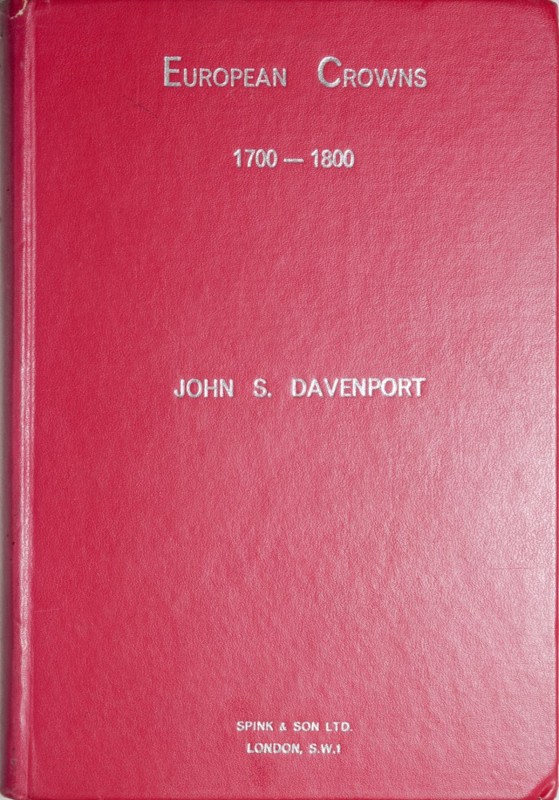 EUROPEAN CROWNS
1700 — 1800
JOHN S. DAVENPORT
SPINK & SON LTD.
LONDON, S.W.1